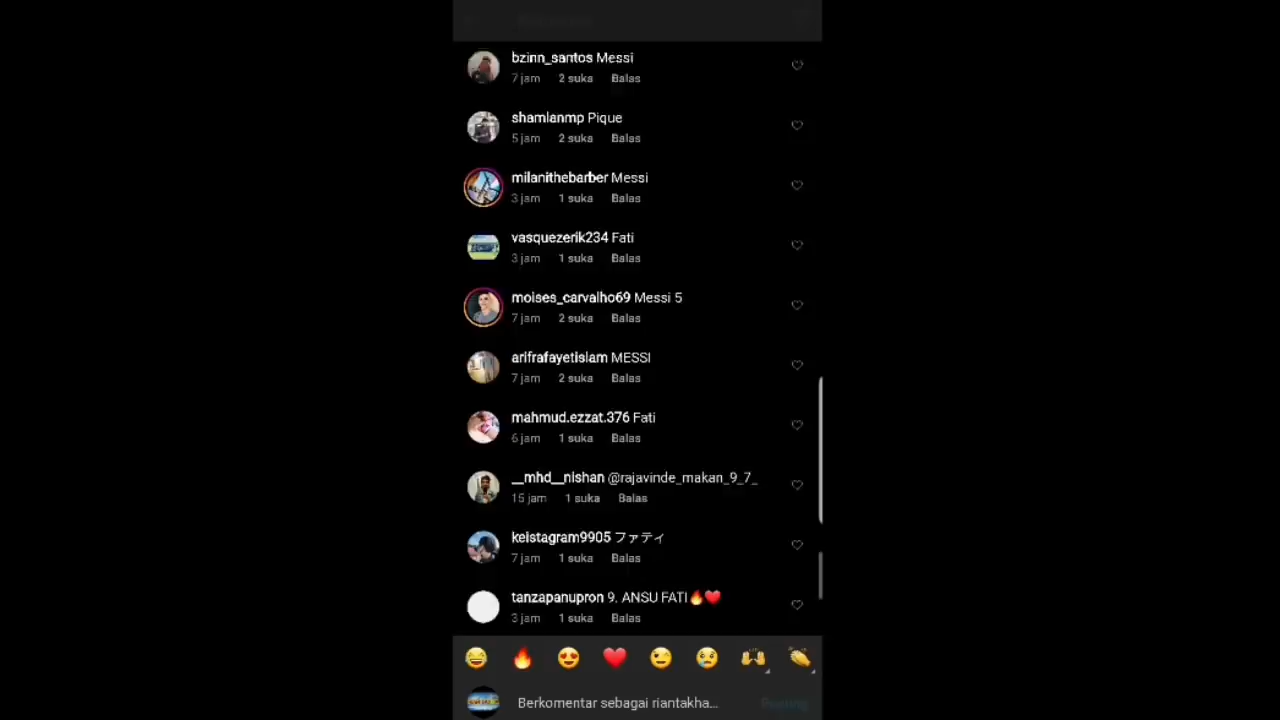 bzinn_santos Messi
7 jam 2 suka Balas
shamlanmp Pique
5 jam 2 suka Balas
milanithebarber Messi
3 jam 1 suka Balas
vasquezerik234 Fati
3 jam 1 suka Balas
moises_carvalho69 Messi 5
7 jam 2 suka Balas
arifrafayetislam MESSI
7 jam 2 suka Balas
mahmud.ezzat.376 Fati
6 jam 1 suka Balas
__mhd__nishan @rajavinde_makan_9_7_
15 jam 1 suka Balas
keistagram9905 ファティ
7 jam 1 suka Balas
tanzapanupron 9. ANSU FATI🔥❤️
3 jam 1 suka Balas
Berkomentar sebagai riantakha...